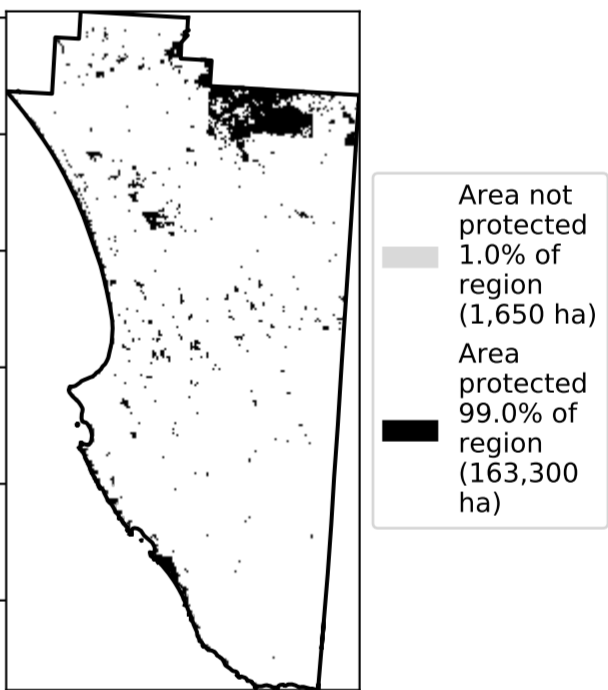 Area not
protected
1.0% of
region
(1,650 ha)
Area
protected
99.0% of
region
(163,300
ha)